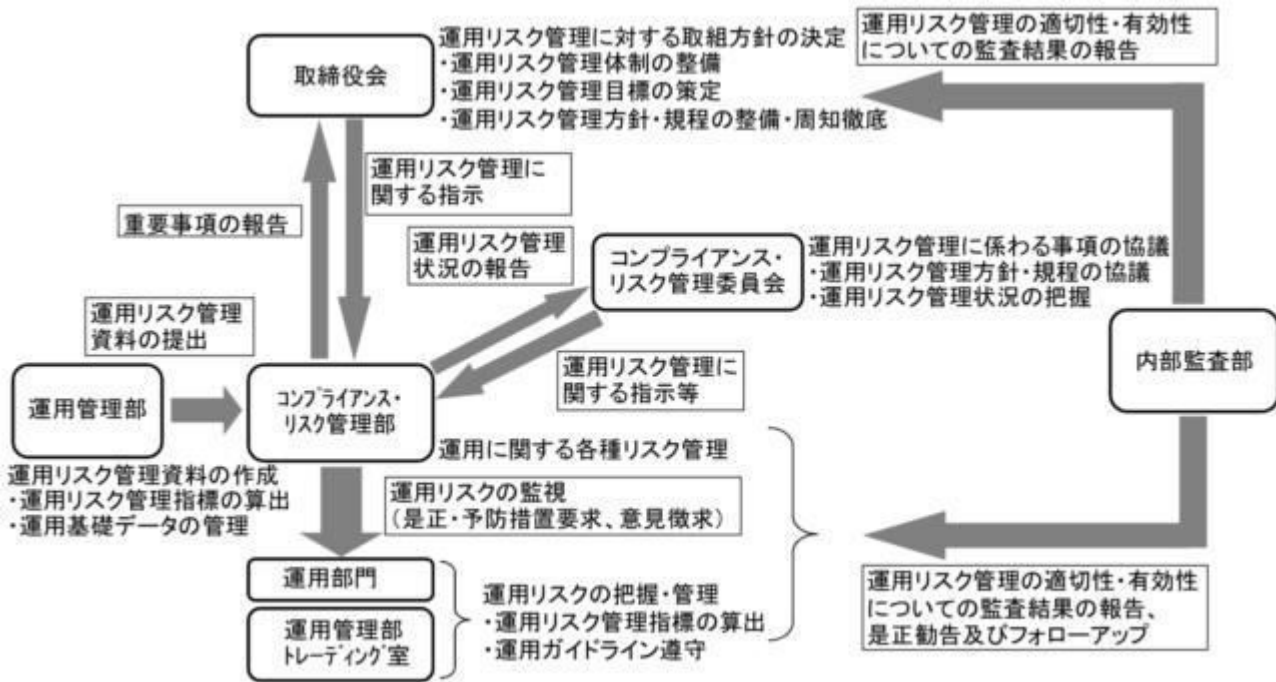 取締役会
運用リスク管理に対する取組方針の決定
・運用リスク管理体制の整備
・運用リスク管理目標の策定
・運用リスク管理方針・規程の整備・周知徹底
運用リスク管理の適切性・有効性
についての監査結果の報告
運用リスク管理に
関する指示
重要事項の報告
運用リスク管理
状況の報告
コンプライアンス・
リスク管理委員会
運用リスク管理に係わる事項の協議
・運用リスク管理方針・規程の協議
・運用リスク管理状況の把握
運用リスク管理
資料の提出
運用リスク管理に
関する指示等
内部監査部
運用管理部
コンプライアンス・
リスク管理部
運用に関する各種リスク管理
運用リスク管理資料の作成
・運用リスク管理指標の算出
・運用基礎データの管理
運用リスクの監視
（是正・予防措置要求、意見徴求）
運用部門
運用管理部
トレーディング室
運用リスクの把握・管理
・運用リスク管理指標の算出
・運用ガイドライン遵守
運用リスク管理の適切性・有効性
についての監査結果の報告、
是正勧告及びフォローアップ